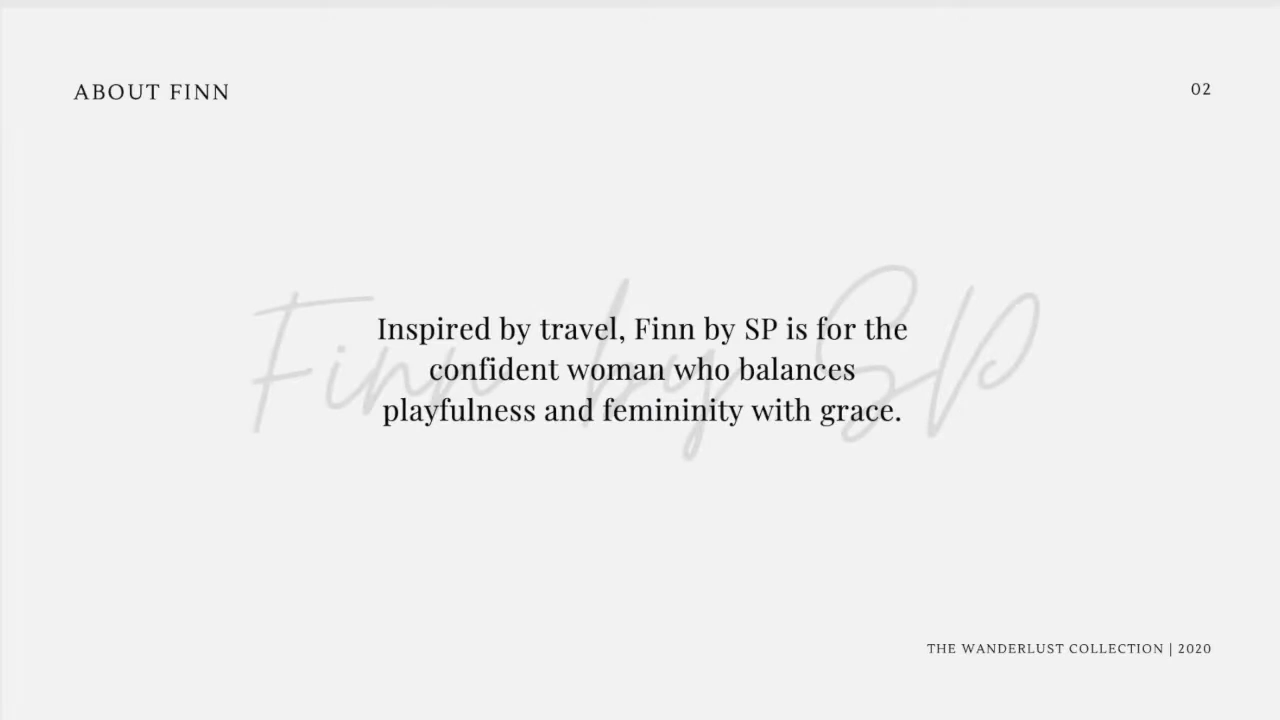 ABOUT FINN
02
Finn by SP
Inspired by travel, Finn by SP is for the
confident woman who balances
playfulness and femininity with grace.
THE WANDERLUST COLLECTION | 2020